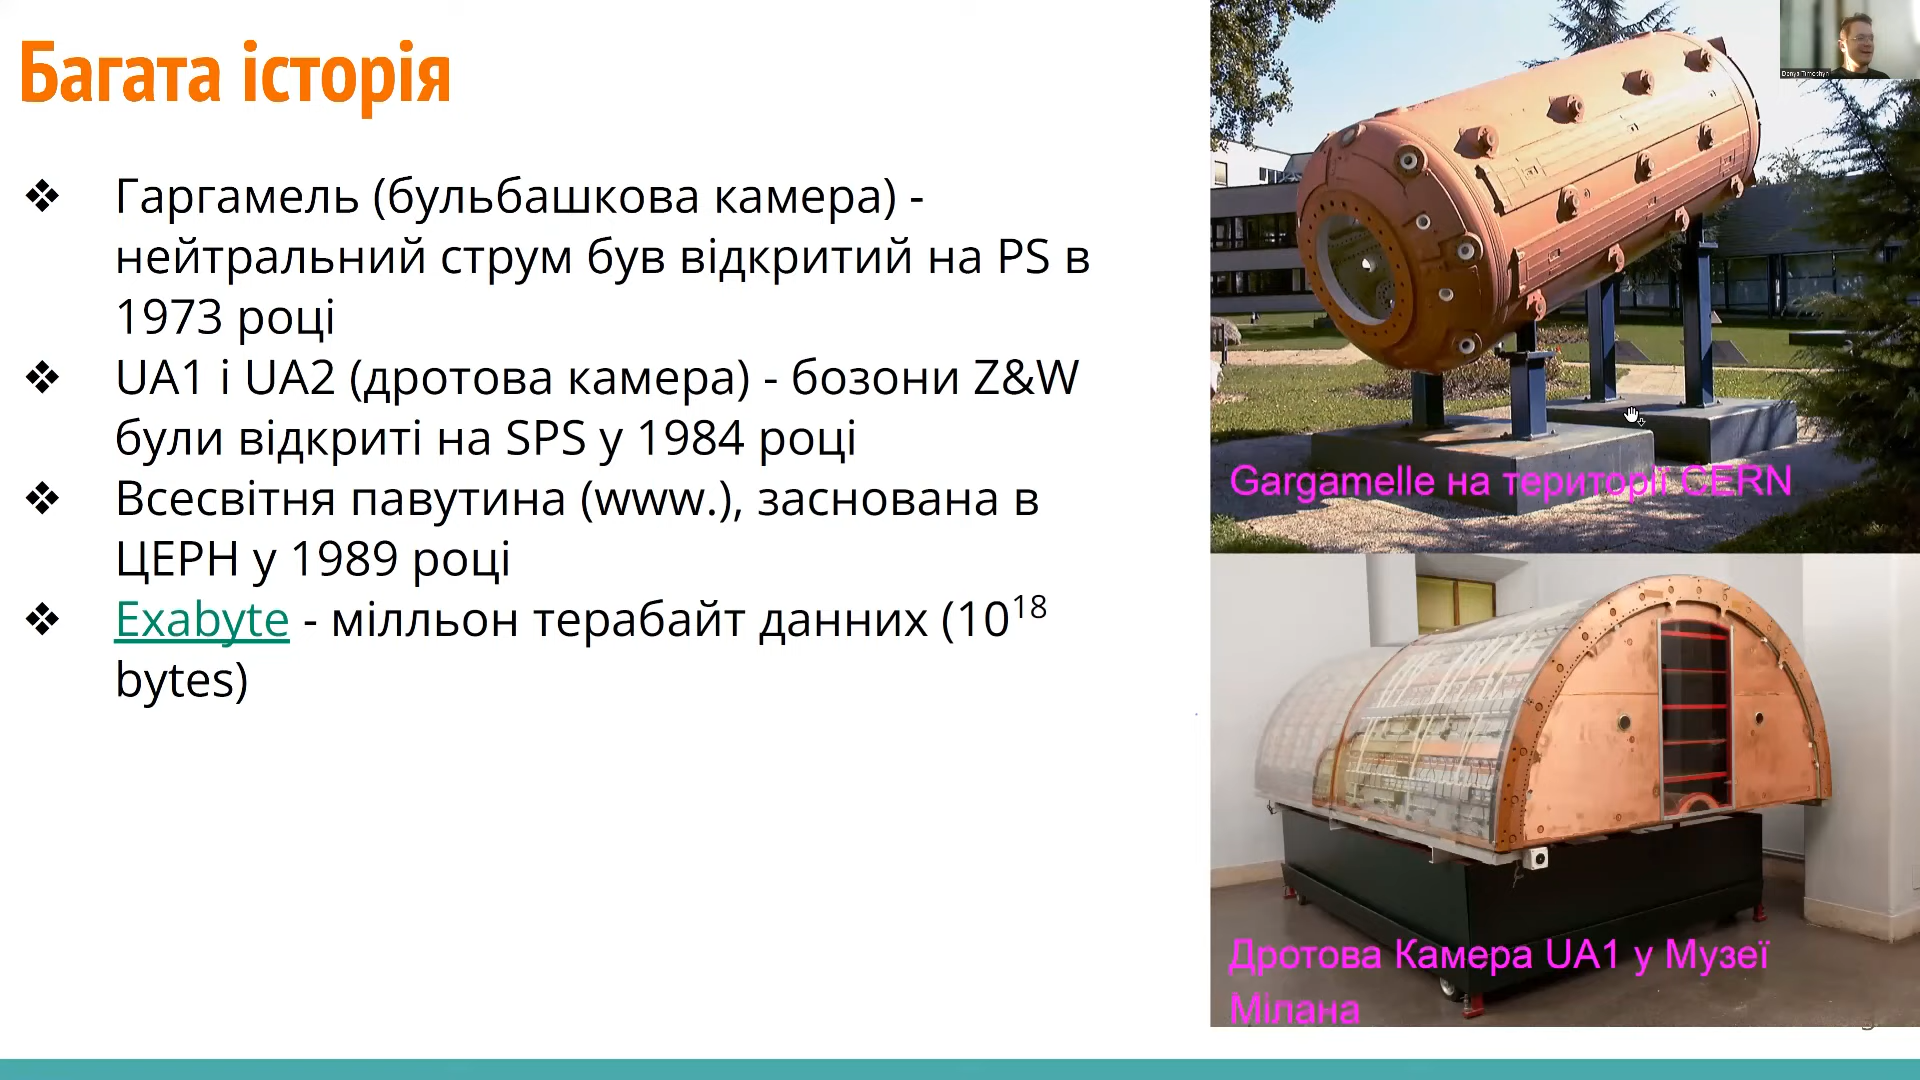 Багата історія
❖ Гаргамель (бульбашкова камера) -
нейтральний струм був відкритий на PS в
1973 році
❖ UA1 і UA2 (дротова камера) - бозони Z&W
були відкриті на SPS у 1984 році
❖ Всесвітня павутина (www.), заснована в
ЦЕРН у 1989 році
❖ Exabyte - мілльон терабайт данних (10¹⁸
bytes)
Denys Timoshyn
Gargamelle на території CERN
Дротова Камера UA1 у Музеї
Мілана